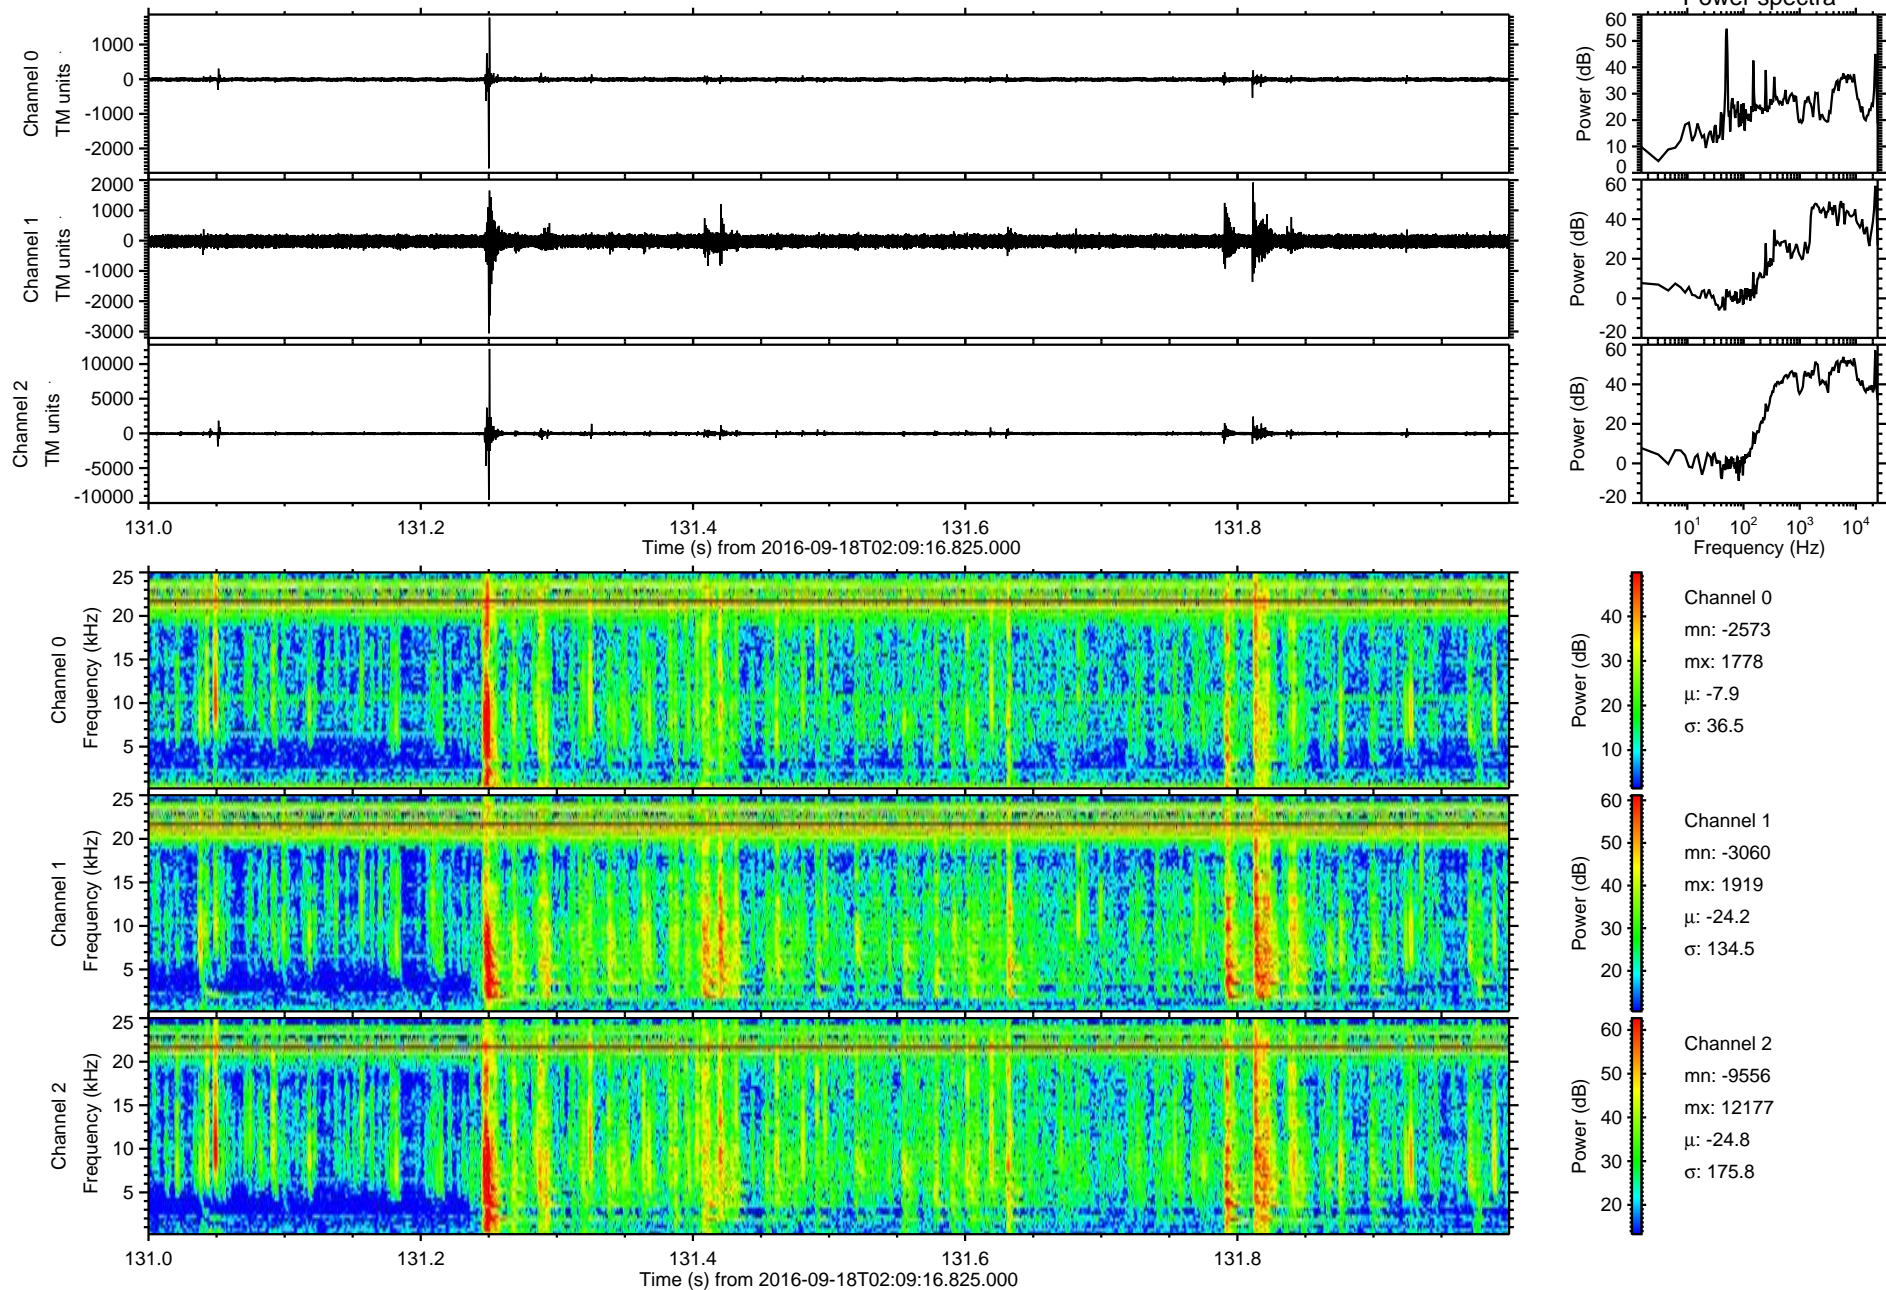 Power spectra
Channel 0
TM units
1000
0
-1000
-2000
Power (dB)
60
50
40
30
20
10
0
Channel 1
TM units
2000
1000
0
-1000
-2000
-3000
Power (dB)
60
40
20
0
-20
Channel 2
TM units
10000
5000
0
-5000
-10000
Power (dB)
60
40
20
0
-20
131.0 131.2 131.4 131.6 131.8
Time (s) from 2016-09-18T02:09:16.825.000
10¹ 10² 10³ 10⁴
Frequency (Hz)
Channel 0
Frequency (kHz)
25
20
15
10
5
Power (dB)
40
30
20
10
Channel 0
mn: -2573
mx: 1778
μ: -7.9
σ: 36.5
Channel 1
Frequency (kHz)
25
20
15
10
5
Power (dB)
60
50
40
30
20
Channel 1
mn: -3060
mx: 1919
μ: -24.2
σ: 134.5
Channel 2
Frequency (kHz)
25
20
15
10
5
Power (dB)
60
50
40
30
20
Channel 2
mn: -9556
mx: 12177
μ: -24.8
σ: 175.8
131.0 131.2 131.4 131.6 131.8
Time (s) from 2016-09-18T02:09:16.825.000